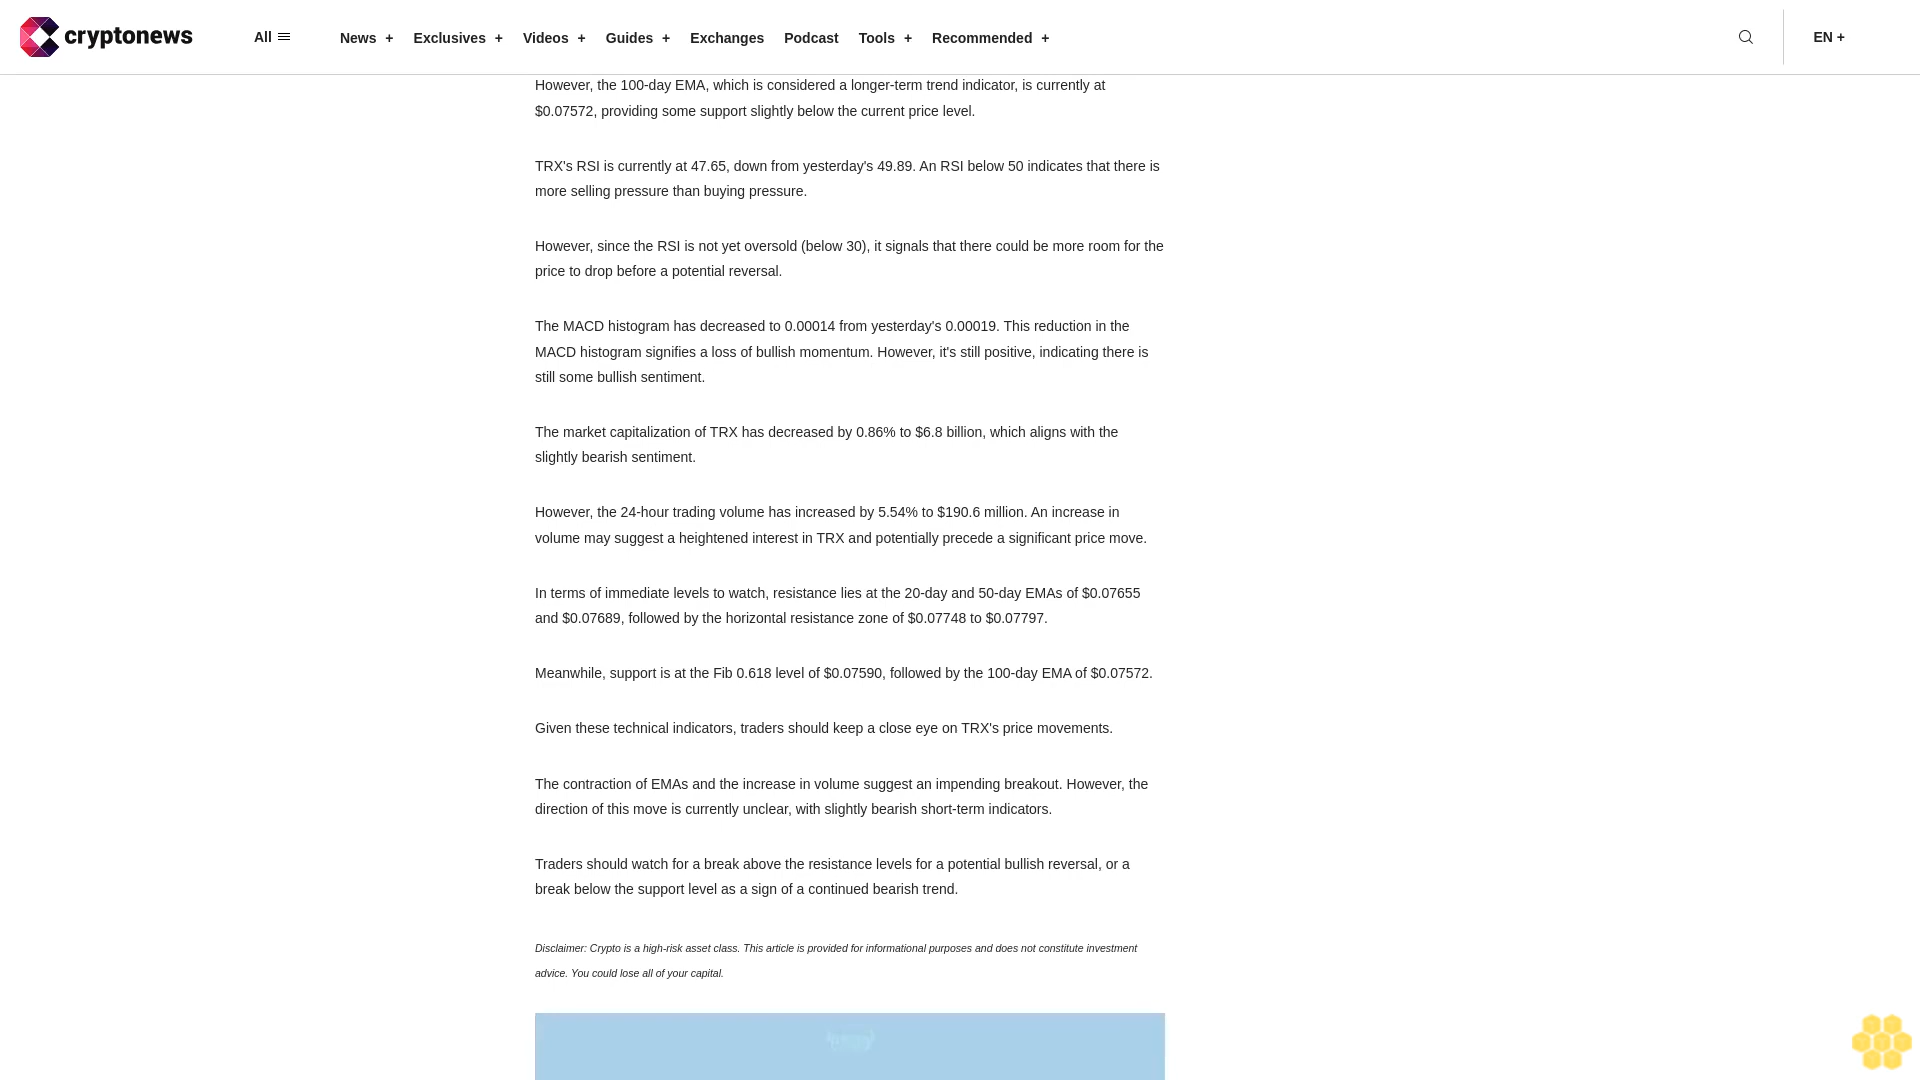 cryptonews
All
News +
Exclusives +
Videos +
Guides +
Exchanges
Podcast
Tools +
Recommended +
EN +
However, the 100-day EMA, which is considered a longer-term trend indicator, is currently at
$0.07572, providing some support slightly below the current price level.
TRX's RSI is currently at 47.65, down from yesterday's 49.89. An RSI below 50 indicates that there is
more selling pressure than buying pressure.
However, since the RSI is not yet oversold (below 30), it signals that there could be more room for the
price to drop before a potential reversal.
The MACD histogram has decreased to 0.00014 from yesterday's 0.00019. This reduction in the
MACD histogram signifies a loss of bullish momentum. However, it's still positive, indicating there is
still some bullish sentiment.
The market capitalization of TRX has decreased by 0.86% to $6.8 billion, which aligns with the
slightly bearish sentiment.
However, the 24-hour trading volume has increased by 5.54% to $190.6 million. An increase in
volume may suggest a heightened interest in TRX and potentially precede a significant price move.
In terms of immediate levels to watch, resistance lies at the 20-day and 50-day EMAs of $0.07655
and $0.07689, followed by the horizontal resistance zone of $0.07748 to $0.07797.
Meanwhile, support is at the Fib 0.618 level of $0.07590, followed by the 100-day EMA of $0.07572.
Given these technical indicators, traders should keep a close eye on TRX's price movements.
The contraction of EMAs and the increase in volume suggest an impending breakout. However, the
direction of this move is currently unclear, with slightly bearish short-term indicators.
Traders should watch for a break above the resistance levels for a potential bullish reversal, or a
break below the support level as a sign of a continued bearish trend.
Disclaimer: Crypto is a high-risk asset class. This article is provided for informational purposes and does not constitute investment
advice. You could lose all of your capital.